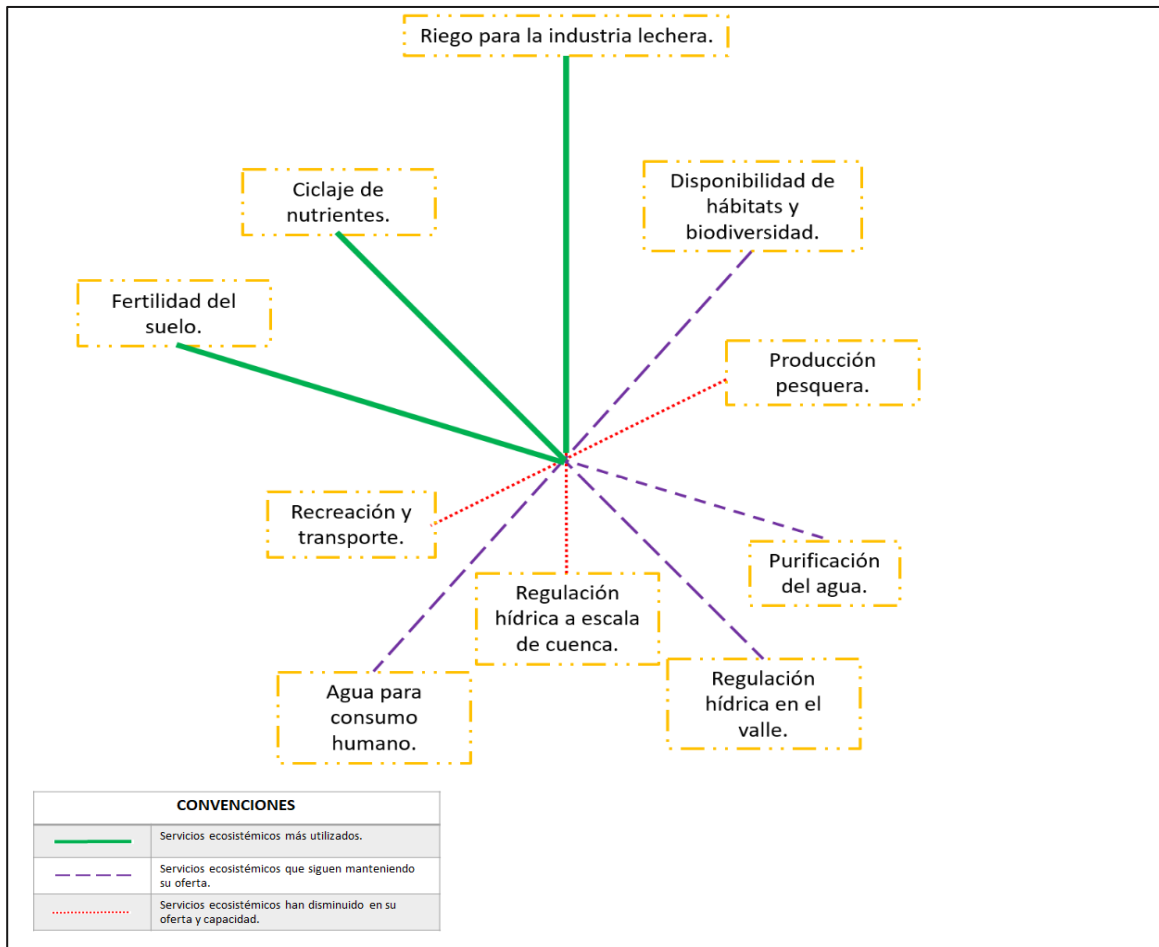 Riego para la industria lechera.
Ciclaje de
nutrientes.
Disponibilidad de
hábitats y
biodiversidad.
Fertilidad del
suelo.
Producción
pesquera.
Recreación y
transporte.
Purificación
del agua.
Regulación
hídrica a escala
de cuenca.
Agua para
consumo
humano.
Regulación
hídrica en el
valle.
CONVENCIONES
Servicios ecosistémicos más utilizados.
Servicios ecosistémicos que siguen manteniendo
su oferta.
Servicios ecosistémicos han disminuido en su
oferta y capacidad.